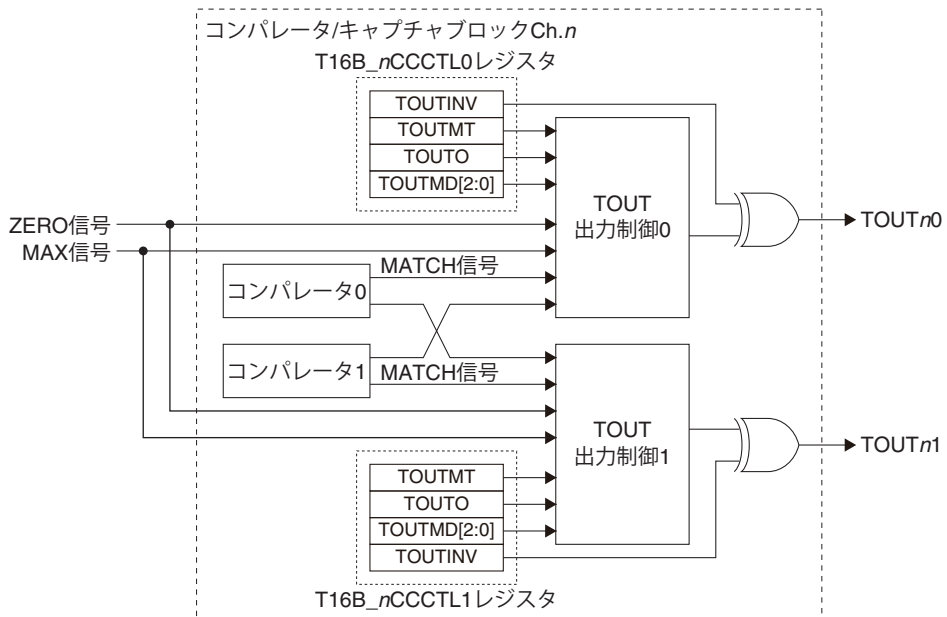 コンパレータ/キャプチャブロックCh.n
T16B_nCCCTL0レジスタ
TOUTINV
TOUTMT
TOUTO
TOUTMD[2:0]
TOUT
出力制御0
TOUTn0
ZERO信号
MAX信号
MATCH信号
コンパレータ0
コンパレータ1
MATCH信号
TOUT
出力制御1
TOUTn1
TOUTMT
TOUTO
TOUTMD[2:0]
TOUTINV
T16B_nCCCTL1レジスタ